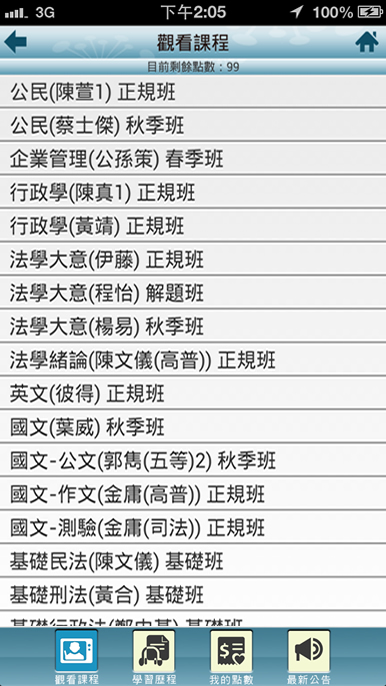 3G 下午2:05 100%
觀看課程
目前剩餘點數：99
公民(陳萱1) 正規班
公民(蔡士傑) 秋季班
企業管理(公孫策) 春季班
行政學(陳真1) 正規班
行政學(黃靖) 正規班
法學大意(伊藤) 正規班
法學大意(程怡) 解題班
法學大意(楊易) 秋季班
法學緒論(陳文儀(高普)) 正規班
英文(彼得) 正規班
國文(葉威) 秋季班
國文-公文(郭雋(五等)2) 秋季班
國文-作文(金庸(高普)) 正規班
國文-測驗(金庸(司法)) 正規班
基礎民法(陳文儀) 基礎班
基礎刑法(黃合) 基礎班
基礎行政法( 基礎班
觀看課程 學習歷程 我的點數 最新公告